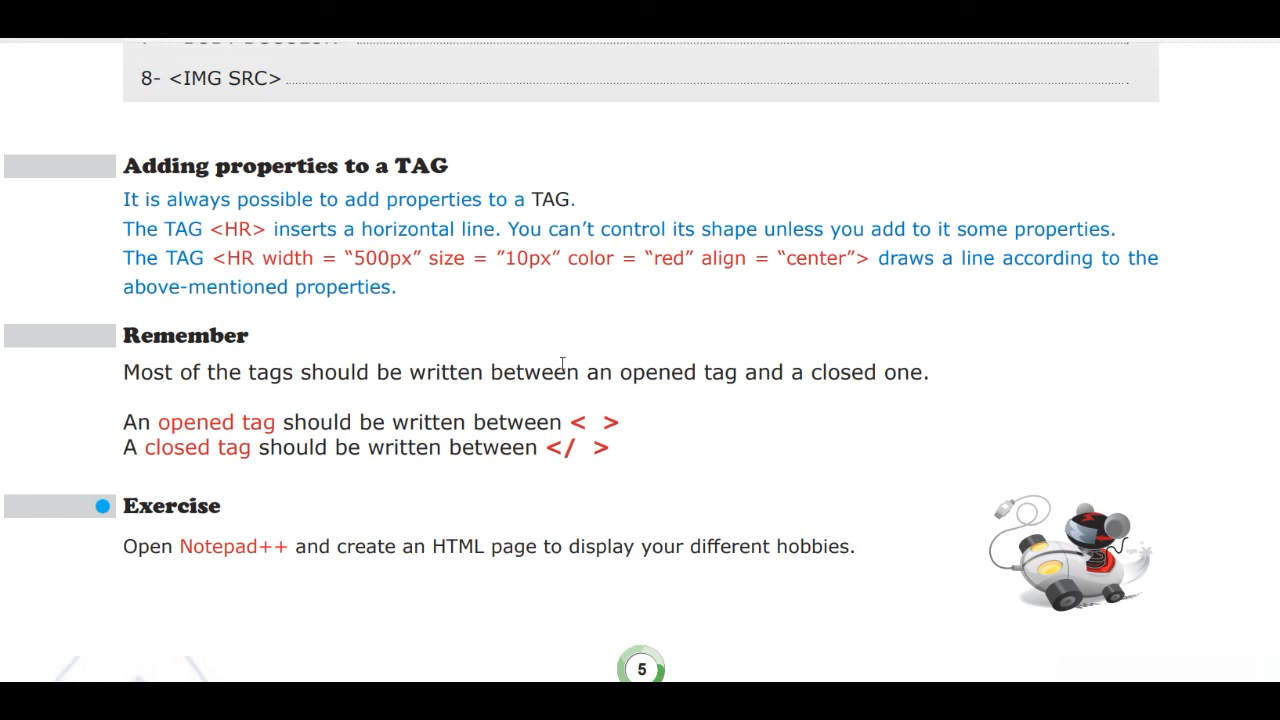 8- <IMG SRC>
Adding properties to a TAG
It is always possible to add properties to a TAG.
The TAG <HR> inserts a horizontal line. You can’t control its shape unless you add to it some properties.
The TAG <HR width = “500px” size = ”10px” color = “red” align = “center”> draws a line according to the
above-mentioned properties.
Remember
Most of the tags should be written between an opened tag and a closed one.
An opened tag should be written between < >
A closed tag should be written between </ >
Exercise
Open Notepad++ and create an HTML page to display your different hobbies.
5